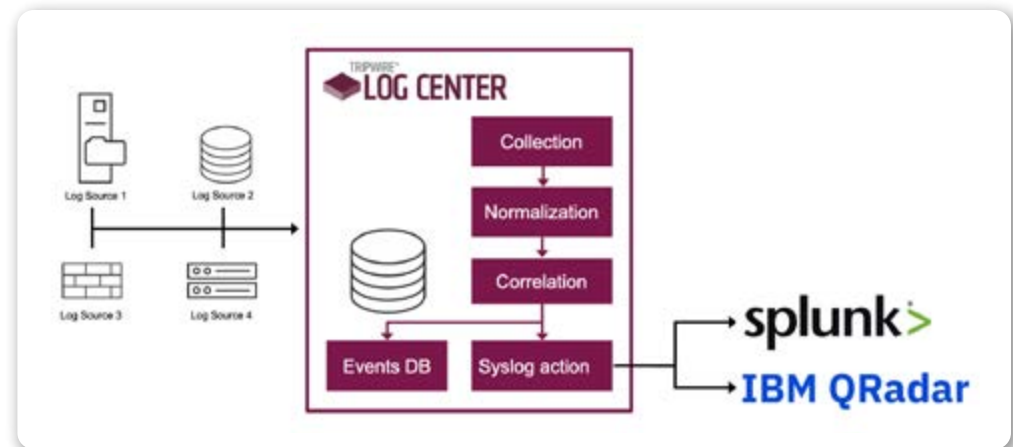 TRIPWIRE™
LOG CENTER
Collection
Log Source 1
Log Source 2
Normalization
Correlation
Log Source 3
Log Source 4
Events DB
Syslog action
splunk>
IBM QRadar